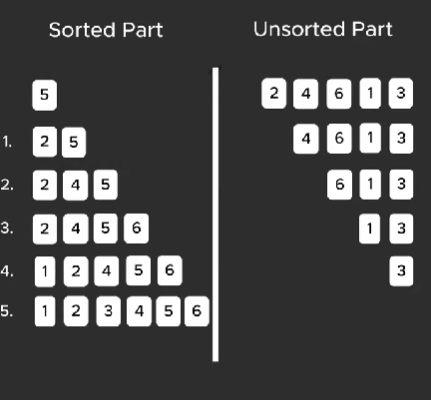 Sorted Part Unsorted Part
5 2 4 6 1 3
1. 2 5 4 6 1 3
2. 2 4 5 6 1 3
3. 2 4 5 6 1 3
4. 1 2 4 5 6 3
5. 1 2 3 4 5 6